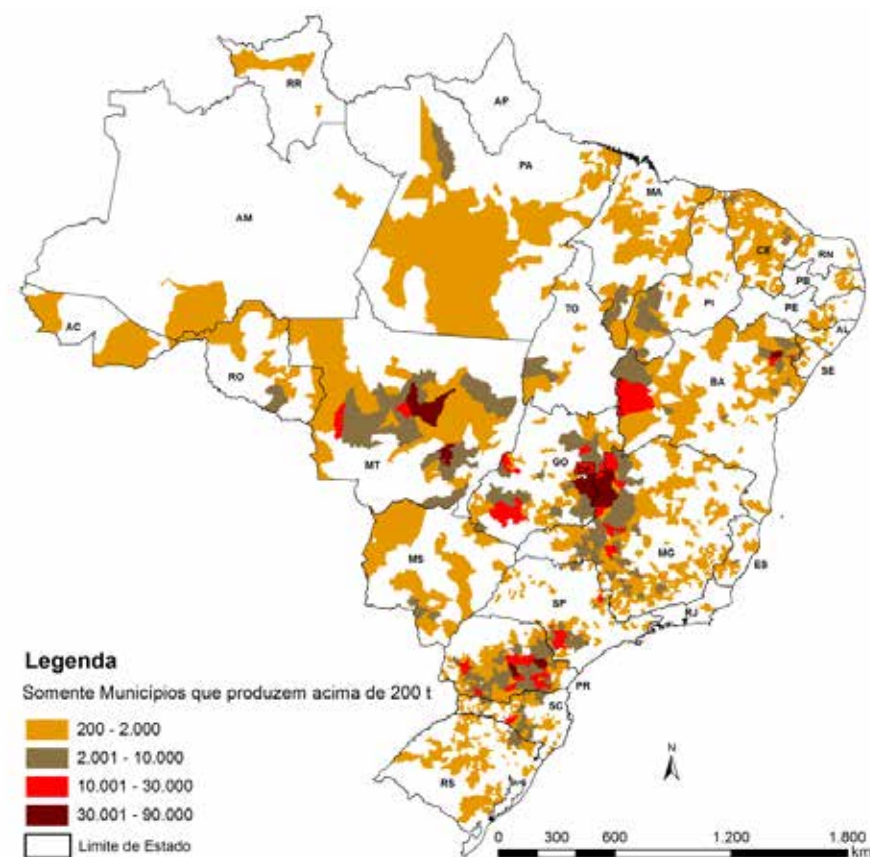 RR
AP
AM
PA
MA
CE
RN
PB
PE
AL
SE
PI
TO
AC
RO
BA
MT
GO
MG
ES
MS
SP
RJ
PR
SC
RS
Legenda
Somente Municípios que produzem acima de 200 t
200 - 2.000
2.001 - 10.000
10.001 - 30.000
30.001 - 90.000
Limite de Estado
N
0 300 600 1.200 1.800
km